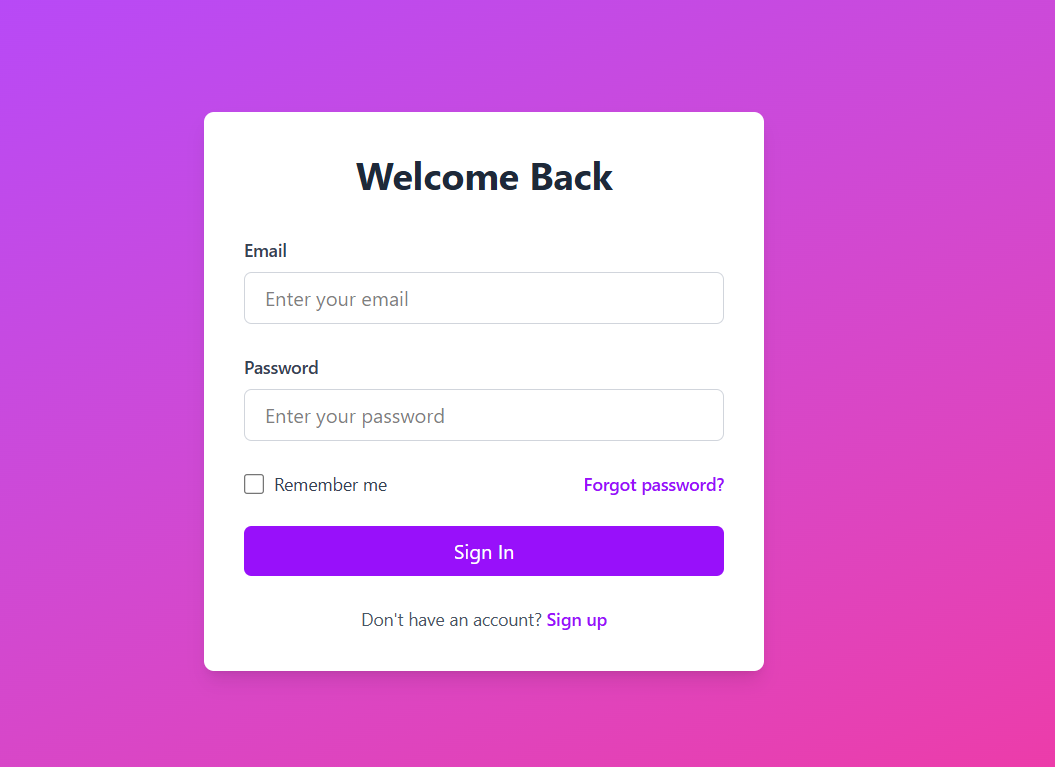 Welcome Back
Email
Enter your email
Password
Enter your password
Remember me Forgot password?
Sign In
Don't have an account? Sign up